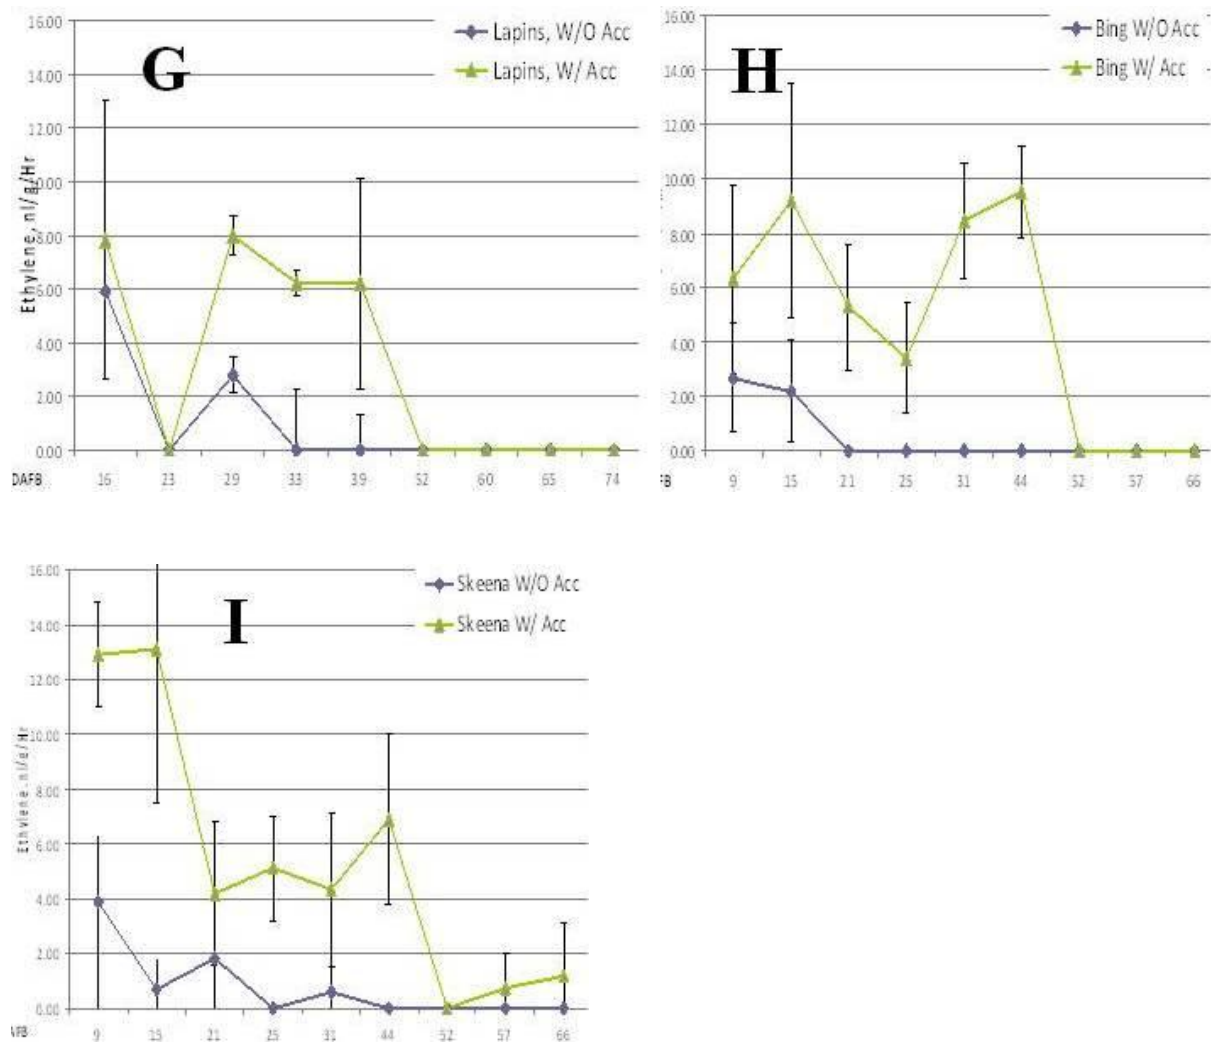 16.00
14.00
12.00
10.00
8.00
6.00
4.00
2.00
0.00
Ethylene, nl/g/Hr
G
Lapins, W/O Acc
Lapins, W/ Acc
DAFB 16 23 29 33 39 52 60 65 74
16.00
14.00
12.00
10.00
8.00
6.00
4.00
2.00
0.00
H
Bing W/O Acc
Bing W/ Acc
FB 9 15 21 25 31 44 52 57 66
16.00
14.00
12.00
10.00
8.00
6.00
4.00
2.00
0.00
Ethylene, nl/g/Hr
I
Skeena W/O Acc
Skeena W/ Acc
AFB 9 15 21 25 31 44 52 57 66